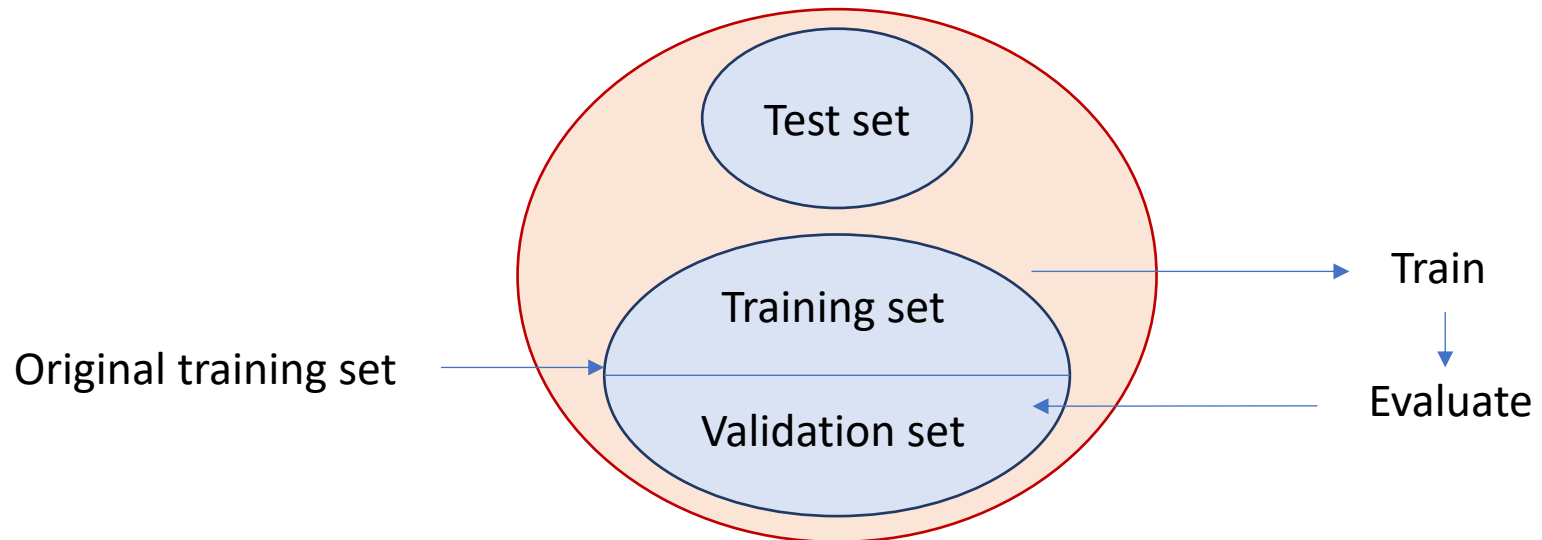 Test set
Training set
Train
Original training set
Evaluate
Validation set